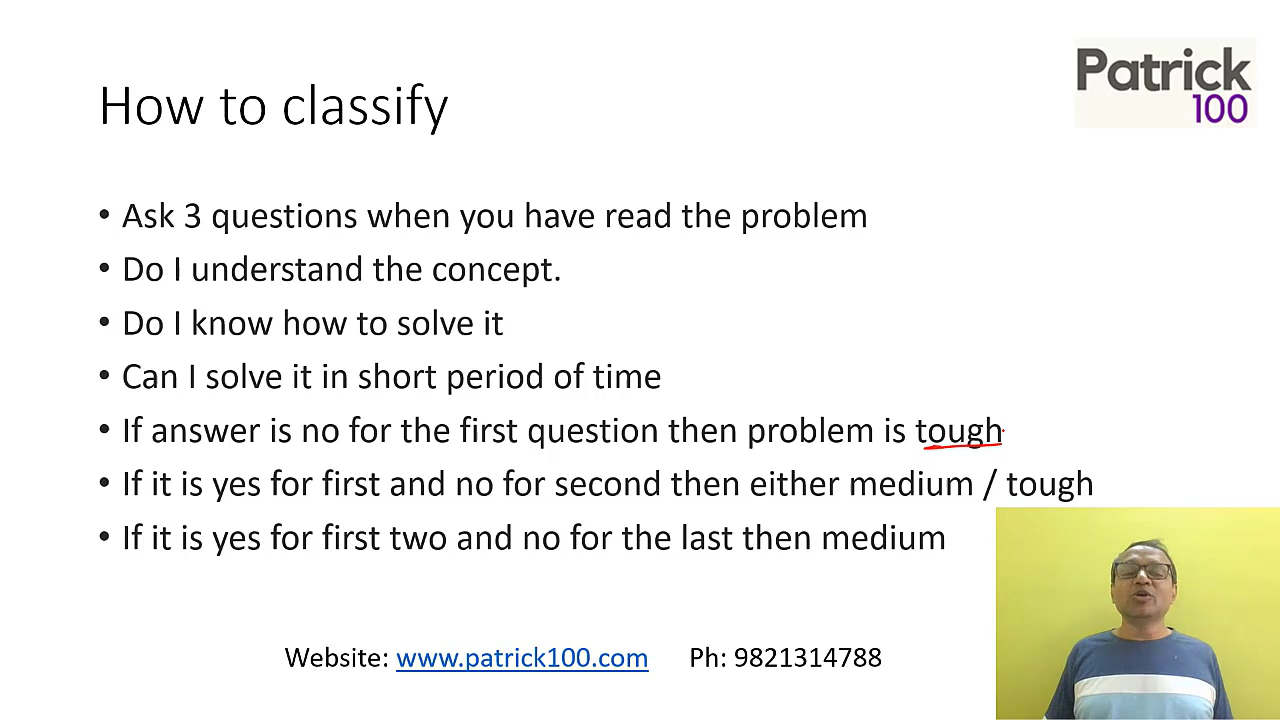 How to classify
Patrick
100
• Ask 3 questions when you have read the problem
• Do I understand the concept.
• Do I know how to solve it
• Can I solve it in short period of time
• If answer is no for the first question then problem is tough
• If it is yes for first and no for second then either medium / tough
• If it is yes for first two and no for the last then medium
Website: www.patrick100.com Ph: 9821314788